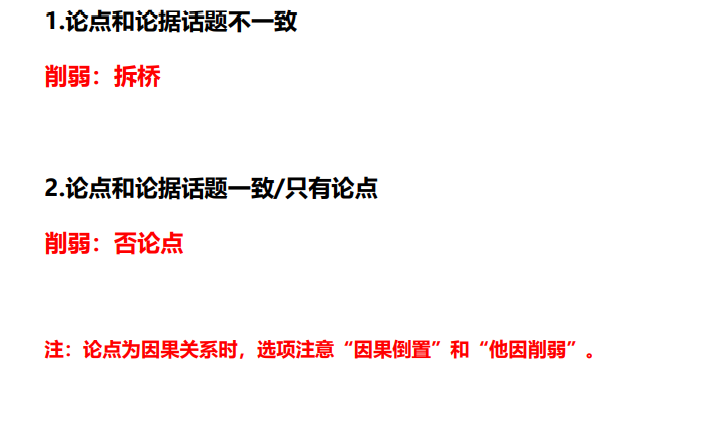 1.论点和论据话题不一致
削弱：拆桥
2.论点和论据话题一致/只有论点
削弱：否论点
注：论点为因果关系时，选项注意“因果倒置”和“他因削弱”。